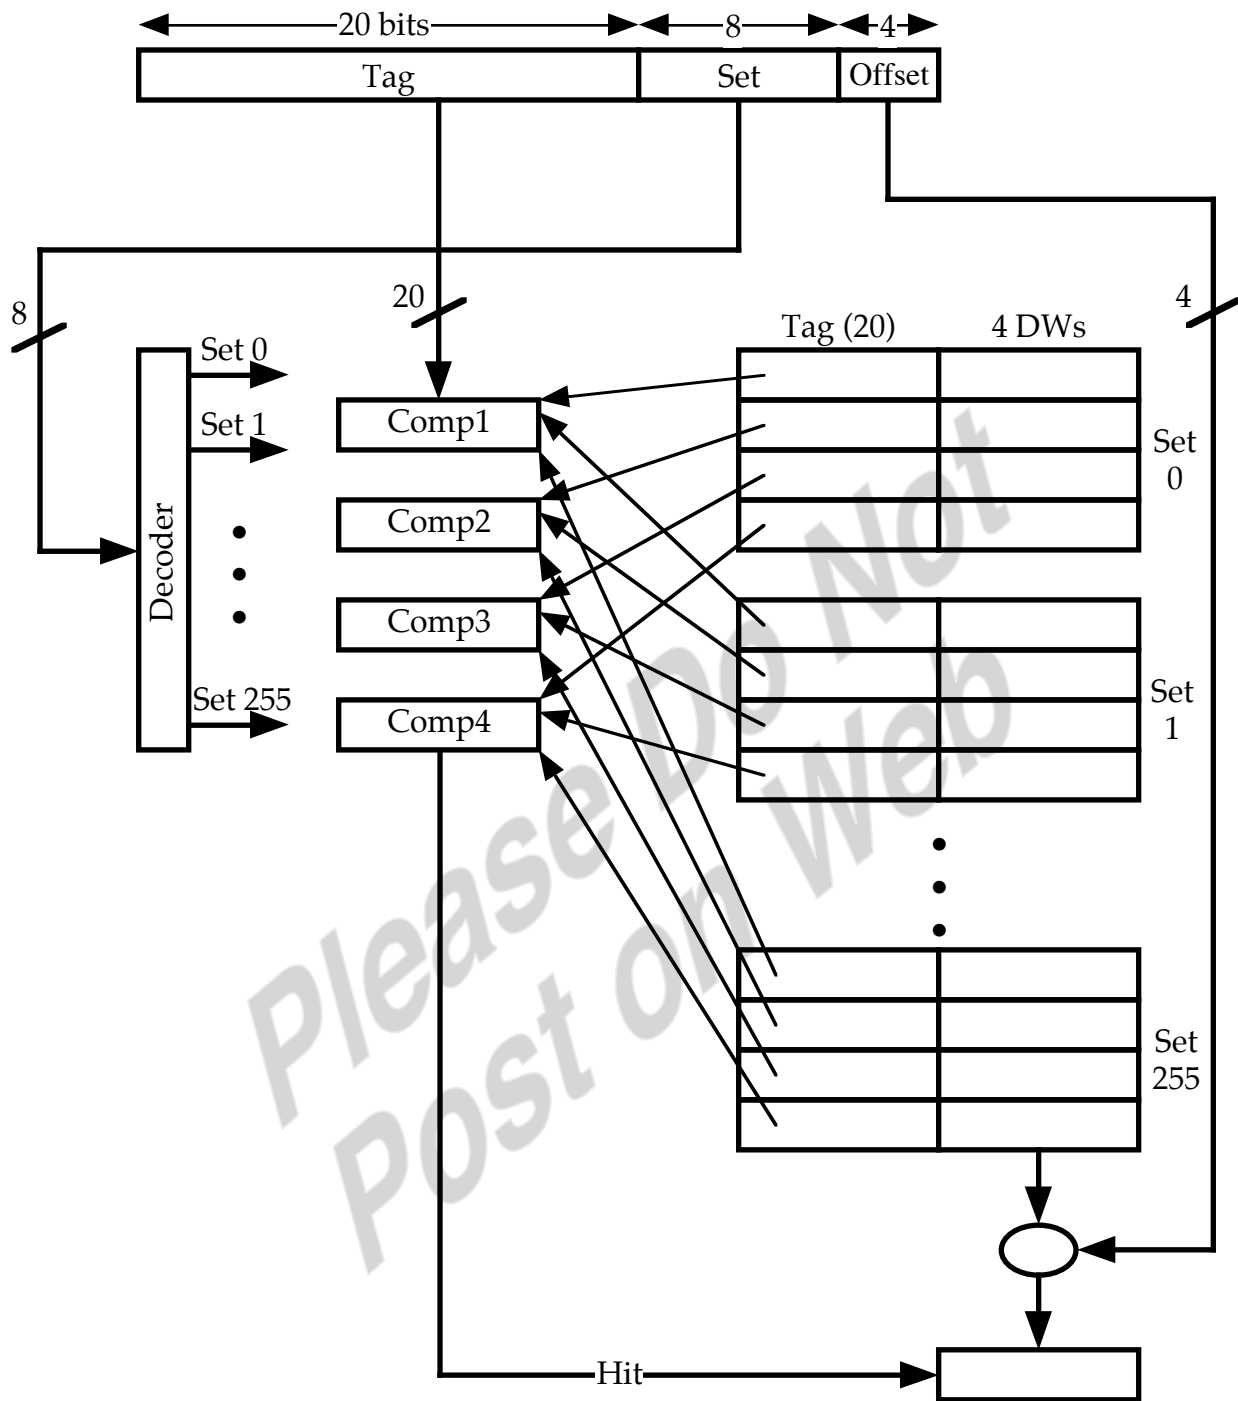 20 bits 8 4
Tag Set Offset
8
20
4
Tag (20) 4 DWs
Decoder
Set 0
Set 1
Set 255
Comp1
Comp2
Comp3
Comp4
Set
0
Set
1
Set
255
Hit
Please Do Not
Post on Web